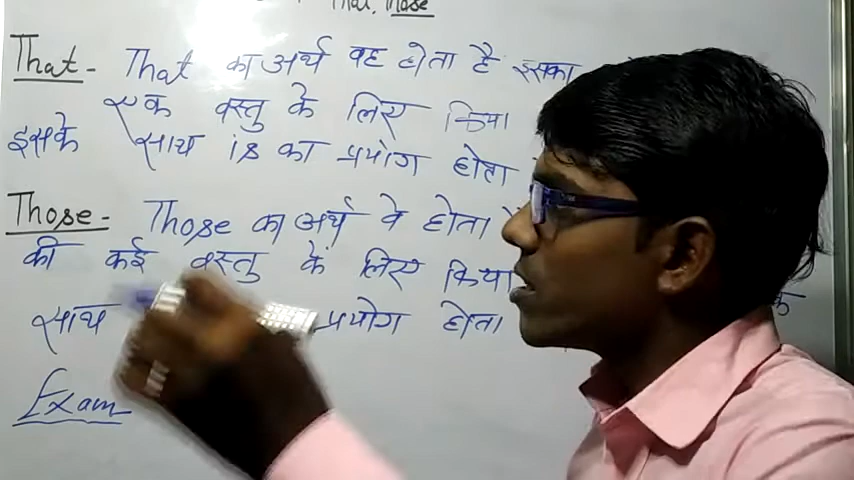 That, Those
That - That का अर्थ वह होता है इसका
एक वस्तु के लिए किया
इसके साथ is का प्रयोग होता
Those - Those का अर्थ वे होता
की कई वस्तु के लिए किया
साथ प्रयोग होता के
Exam